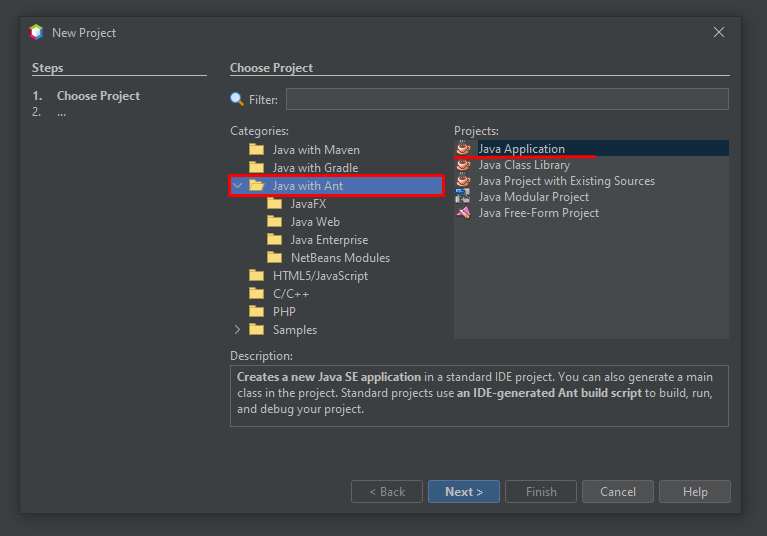 New Project
Steps
1. Choose Project
2. ...
Choose Project
Filter:
Categories:
Java with Maven
Java with Gradle
Java with Ant
JavaFX
Java Web
Java Enterprise
NetBeans Modules
HTML5/JavaScript
C/C++
PHP
Samples
Projects:
Java Application
Java Class Library
Java Project with Existing Sources
Java Modular Project
Java Free-Form Project
Description:
Creates a new Java SE application in a standard IDE project. You can also generate a main
class in the project. Standard projects use an IDE-generated Ant build script to build, run,
and debug your project.
< Back
Next >
Finish
Cancel
Help